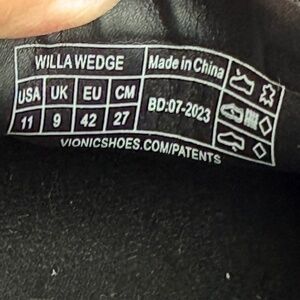 WILLA WEDGE
Made in China
USA UK EU CM
11 9 42 27
BD:07-2023
VIONICSHOES.COM/PATENTS